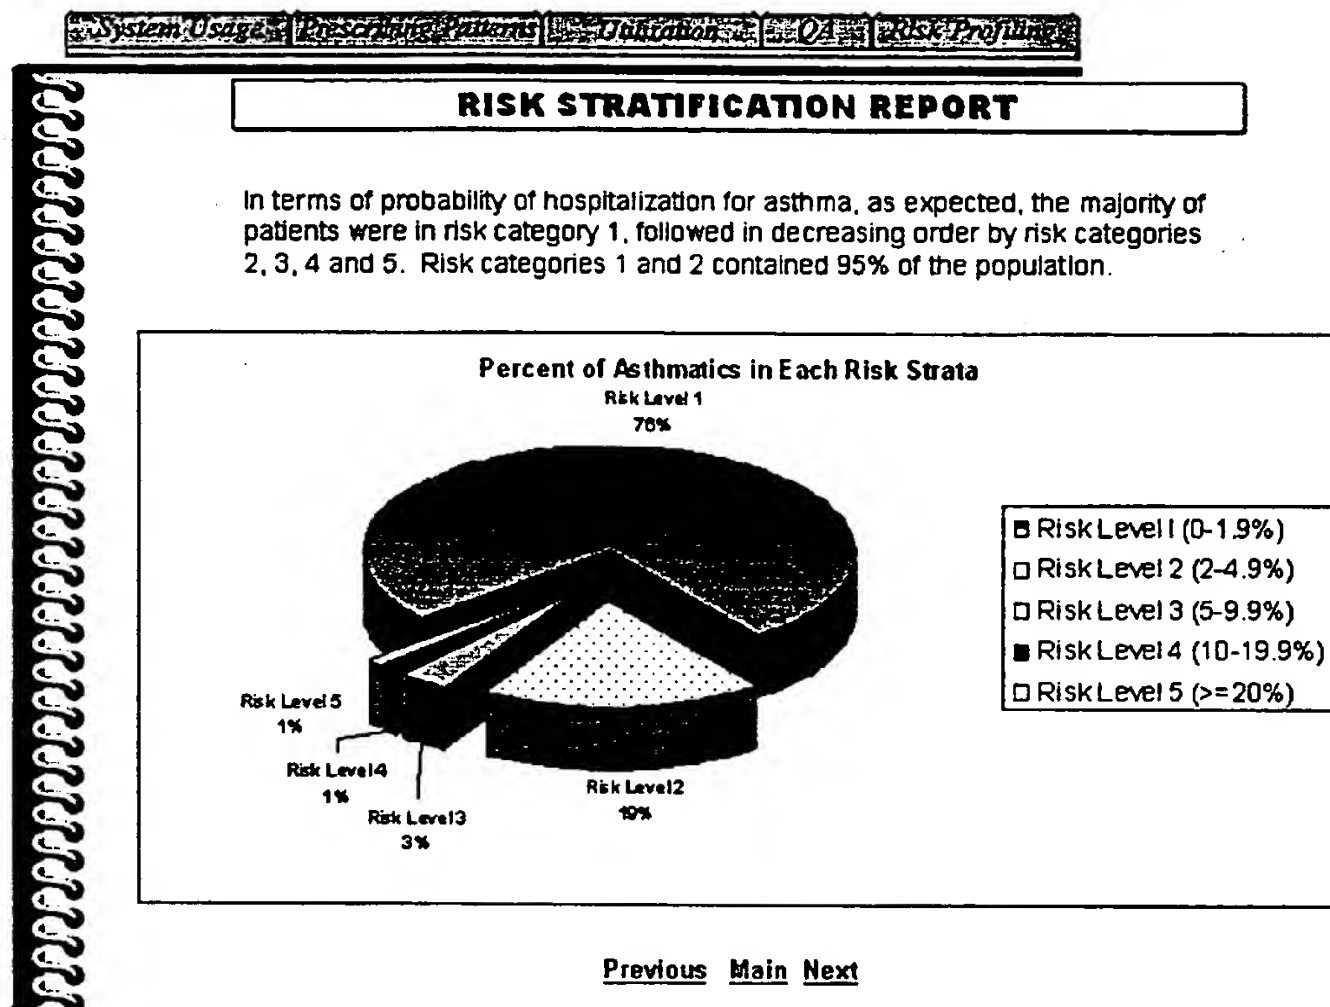 System Usage Prescribing Patterns Utilization QA Risk Profiling
RISK STRATIFICATION REPORT
In terms of probability of hospitalization for asthma, as expected, the majority of
patients were in risk category 1, followed in decreasing order by risk categories
2, 3, 4 and 5. Risk categories 1 and 2 contained 95% of the population.
Percent of Asthmatics in Each Risk Strata
Risk Level 1
76%
Risk Level 5
1%
Risk Level 4
1%
Risk Level 3
3%
Risk Level 2
19%
Risk Level 1 (0-1.9%)
Risk Level 2 (2-4.9%)
Risk Level 3 (5-9.9%)
Risk Level 4 (10-19.9%)
Risk Level 5 (>=20%)
Previous Main Next